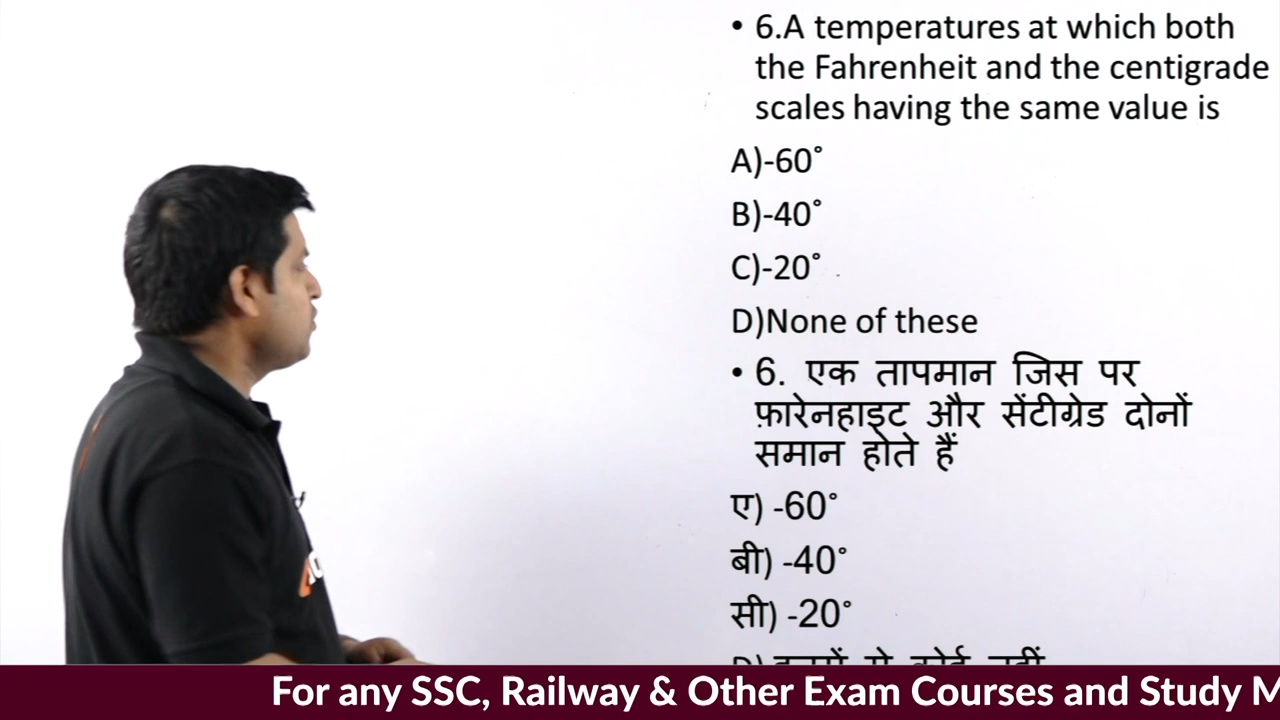 • 6.A temperatures at which both
the Fahrenheit and the centigrade
scales having the same value is
A)-60˚
B)-40˚
C)-20˚
D)None of these
• 6. एक तापमान जिस पर
फ़ारेनहाइट और सेंटीग्रेड दोनों
समान होते हैं
ए) -60˚
बी) -40˚
सी) -20˚
For any SSC, Railway & Other Exam Courses and Study M